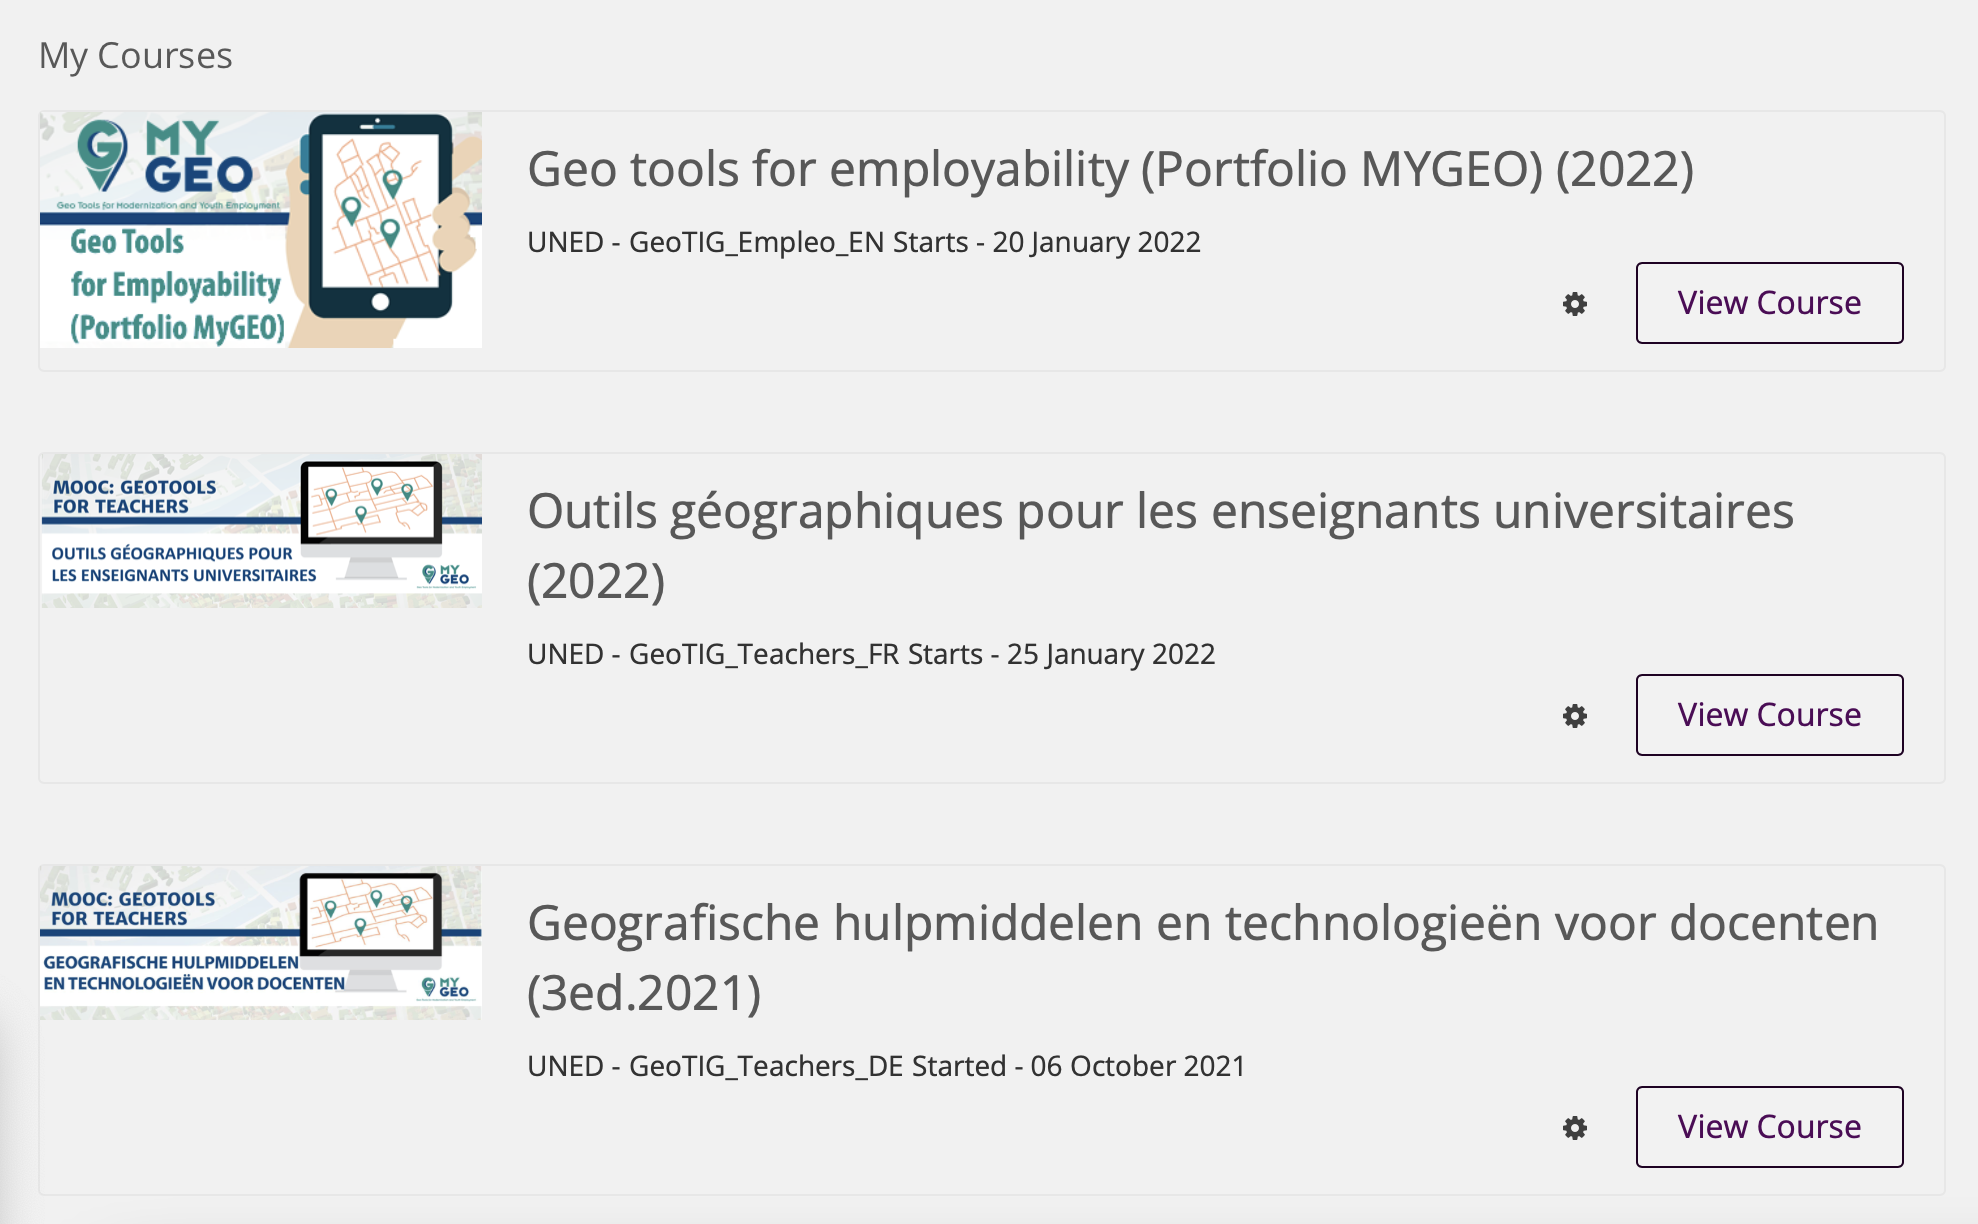 My Courses
MY
GEO
Geo Tools for Modernization and Youth Employment
Geo Tools
for Employability
(Portfolio MyGEO)
Geo tools for employability (Portfolio MYGEO) (2022)
UNED - GeoTIG_Empleo_EN Starts - 20 January 2022
View Course
MOOC: GEOTOOLS
FOR TEACHERS
OUTILS GÉOGRAPHIQUES POUR
LES ENSEIGNANTS UNIVERSITAIRES
MY
GEO
Outils géographiques pour les enseignants universitaires
(2022)
UNED - GeoTIG_Teachers_FR Starts - 25 January 2022
View Course
MOOC: GEOTOOLS
FOR TEACHERS
GEOGRAFISCHE HULPMIDDELEN
EN TECHNOLOGIEËN VOOR DOCENTEN
MY
GEO
Geografische hulpmiddelen en technologieën voor docenten
(3ed.2021)
UNED - GeoTIG_Teachers_DE Started - 06 October 2021
View Course